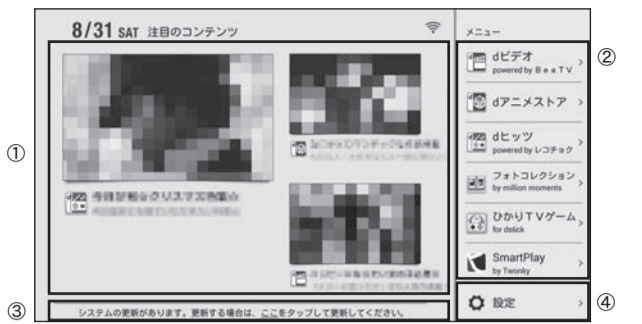 8/31 SAT 注目のコンテンツ
メニュー
①
②
dビデオ
powered by BeeTV
dアニメストア
dヒッツ
powered by レコチョク
フォトコレクション
by million moments
ひかりTVゲーム
for dstick
SmartPlay
by Twonky
③
システムの更新があります。更新する場合は、ここをタップして更新してください。
設定
④